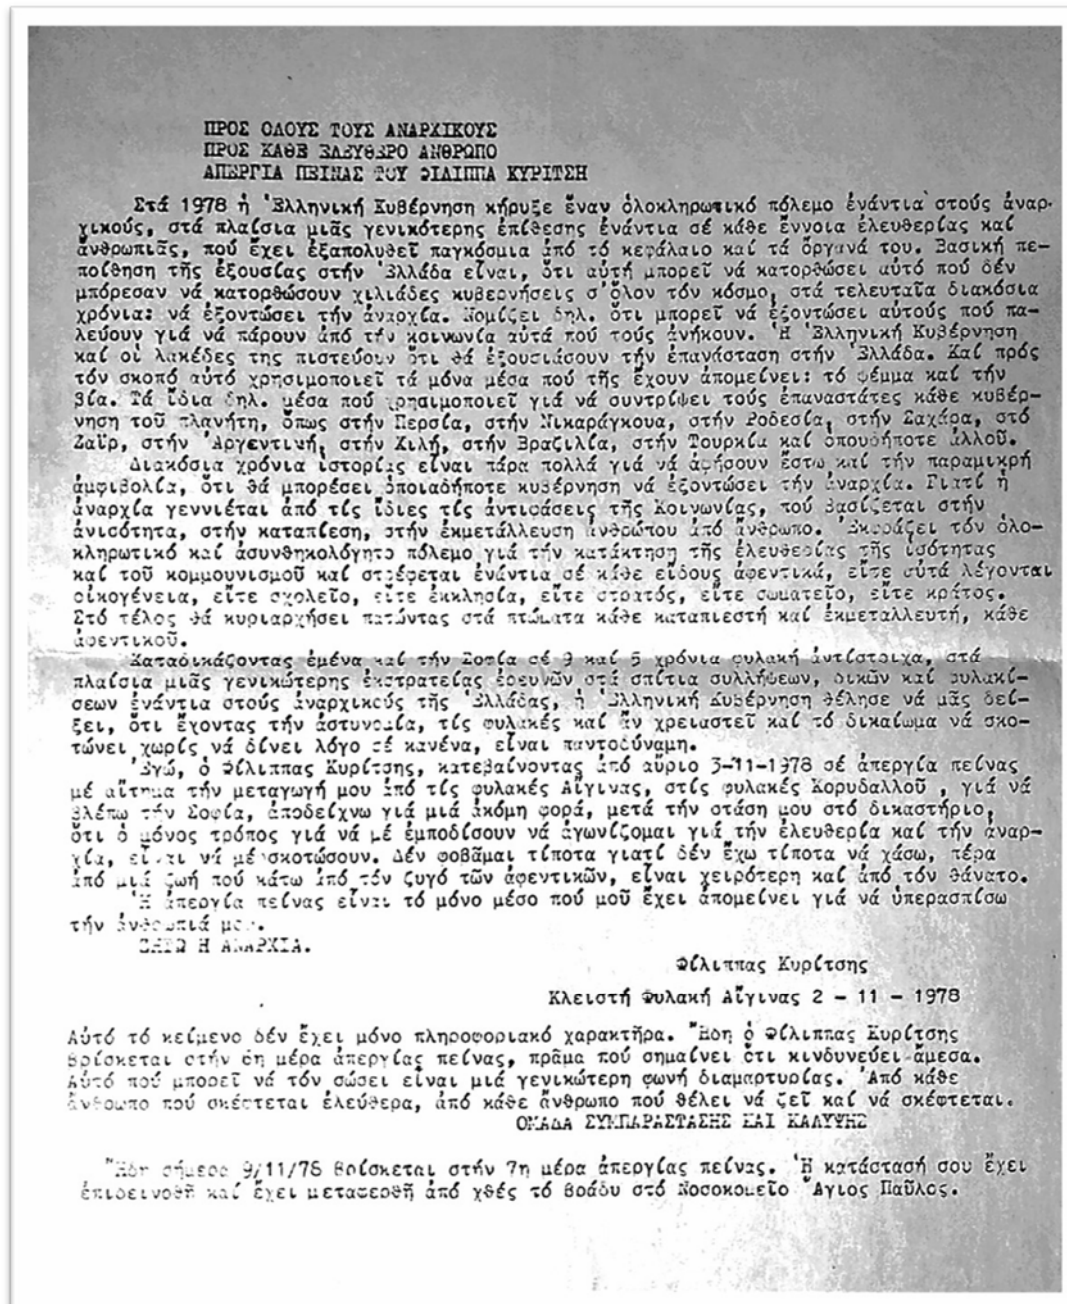 ΠΡΟΣ ΟΛΟΥΣ ΤΟΥΣ ΑΝΑΡΧΙΚΟΥΣ
ΠΡΟΣ ΚΑΘΕ ΕΛΕΥΘΕΡΟ ΑΝΘΡΩΠΟ
ΑΠΕΡΓΙΑ ΠΕΙΝΑΣ ΤΟΥ ΦΙΛΙΠΠΑ ΚΥΡΙΤΣΗ
Στά 1978 ἡ Ἑλληνική Κυβέρνηση κήρυξε ἕναν ὁλοκληρωτικό πόλεμο ἐνάντια στούς ἀναρ-
χικούς, στά πλαίσια μιᾶς γενικότερης ἐπίθεσης ἐνάντια σέ κάθε ἔννοια ἐλευθερίας καί
ἀνθρωπιᾶς, πού ἔχει ἐξαπολυθεῖ παγκόσμια ἀπό τό κεφάλαιο καί τά ὄργανά του. Βασική πε-
ποίθηση τῆς ἐξουσίας στήν Ἑλλάδα εἶναι, ὅτι αὐτή μπορεῖ νά κατορθώσει αὐτό πού δέν
μπόρεσαν νά κατορθώσουν χιλιάδες κυβερνήσεις σ'ὅλον τόν κόσμο, στά τελευταῖα διακόσια
χρόνια: νά ἐξοντώσει τήν ἀναρχία. Νομίζει δηλ. ὅτι μπορεῖ νά ἐξοντώσει αὐτούς πού πα-
λεύουν γιά νά πάρουν ἀπό τήν κοινωνία αὐτά πού τούς ἀνήκουν. Ἡ Ἑλληνική Κυβέρνηση
καί οἱ λακέδες της πιστεύουν ὅτι θά ἐξουσιάσουν τήν ἐπανάσταση στήν Ἑλλάδα. Καί πρός
τόν σκοπό αὐτό χρησιμοποιεῖ τά μόνα μέσα πού τῆς ἔχουν ἀπομείνει: τό ψέμμα καί τήν
βία. Τά ἴδια δηλ. μέσα πού χρησιμοποιεῖ γιά νά συντρίψει τούς ἐπαναστάτες κάθε κυβέρ-
νηση τοῦ πλανήτη, ὅπως στήν Περσία, στήν Νικαράγκουα, στήν Ροδεσία, στήν Σαχάρα, στό
Ζαΐρ, στήν Ἀργεντινή, στήν Χιλή, στήν Βραζιλία, στήν Τουρκία καί ὁπουδήποτε ἀλλοῦ.
Διακόσια χρόνια ἱστορίας εἶναι πάρα πολλά γιά νά ἀφήσουν ἔστω καί τήν παραμικρή
ἀμφιβολία, ὅτι θά μπορέσει ὁποιαδήποτε κυβέρνηση νά ἐξοντώσει τήν ἀναρχία. Γιατί ἡ
ἀναρχία γεννιέται ἀπό τίς ἴδιες τίς ἀντιφάσεις τῆς Κοινωνίας, πού βασίζεται στήν
ἀνισότητα, στήν καταπίεση, στήν ἐκμετάλλευση ἀνθρώπου ἀπό ἄνθρωπο. Ἐκφράζει τόν ὁλο-
κληρωτικό καί ἀσυνθηκολόγητο πόλεμο γιά τήν κατάκτηση τῆς ἐλευθερίας τῆς ἰσότητας
καί τοῦ κομμουνισμοῦ καί στρέφεται ἐνάντια σέ κάθε εἴδους ἀφεντικά, εἴτε αὐτά λέγονται
οἰκογένεια, εἴτε σχολεῖο, εἴτε ἐκκλησία, εἴτε στρατός, εἴτε σωματεῖο, εἴτε κράτος.
Στό τέλος θά κυριαρχήσει πατώντας στά πτώματα κάθε καταπιεστή καί ἐκμεταλλευτή, κάθε
ἀφεντικοῦ.
Καταδικάζοντας ἐμένα καί τήν Σοφία σέ 9 καί 5 χρόνια φυλακή ἀντίστοιχα, στά
πλαίσια μιᾶς γενικώτερης ἐκστρατείας ἐρευνῶν στά σπίτια συλλήψεων, δικῶν καί φυλακί-
σεων ἐνάντια στούς ἀναρχικούς τῆς Ἑλλάδας, ἡ Ἑλληνική Κυβέρνηση θέλησε νά μᾶς δεί-
ξει, ὅτι ἔχοντας τήν ἀστυνομία, τίς φυλακές καί ἄν χρειαστεῖ καί τό δικαίωμα νά σκο-
τώνει χωρίς νά δίνει λόγο σέ κανένα, εἶναι παντοδύναμη.
Ἐγώ, ὁ Φίλιππας Κυρίτσης, κατεβαίνοντας ἀπό αὔριο 3-11-1978 σέ ἀπεργία πείνας
μέ αἴτημα τήν μεταγωγή μου ἀπό τίς φυλακές Αἴγινας, στίς φυλακές Κορυδαλλοῦ , γιά νά
βλέπω τήν Σοφία, ἀποδείχνω γιά μιά ἀκόμη φορά, μετά τήν στάση μου στό δικαστήριο,
ὅτι ὁ μόνος τρόπος γιά νά μέ ἐμποδίσουν νά ἀγωνίζομαι γιά τήν ἐλευθερία καί τήν ἀναρ-
χία, εἶναι νά μέ σκοτώσουν. Δέν φοβᾶμαι τίποτα γιατί δέν ἔχω τίποτα νά χάσω, πέρα
ἀπό μιά ζωή πού κάτω ἀπό τόν ζυγό τῶν ἀφεντικῶν, εἶναι χειρότερη καί ἀπό τόν θάνατο.
Ἡ ἀπεργία πείνας εἶναι τό μόνο μέσο πού μοῦ ἔχει ἀπομείνει γιά νά ὑπερασπίσω
τήν ἀνθρωπιά μου.
ΖΗΤΩ Η ΑΝΑΡΧΙΑ.
Φίλιππας Κυρίτσης
Κλειστή Φυλακή Αἴγινας 2 - 11 - 1978
Αὐτό τό κείμενο δέν ἔχει μόνο πληροφοριακό χαρακτῆρα. Ἤδη ὁ Φίλιππας Κυρίτσης
βρίσκεται στήν 6η μέρα ἀπεργίας πείνας, πρᾶμα πού σημαίνει ὅτι κινδυνεύει ἄμεσα.
Αὐτό πού μπορεῖ νά τόν σώσει εἶναι μιά γενικώτερη φωνή διαμαρτυρίας. Ἀπό κάθε
ἄνθρωπο πού σκέφτεται ἐλεύθερα, ἀπό κάθε ἄνθρωπο πού θέλει νά ζεῖ καί νά σκέφτεται.
ΟΜΑΔΑ ΣΥΜΠΑΡΑΣΤΑΣΗΣ ΚΑΙ ΚΑΛΥΨΗΣ
Ἤδη σήμερα 9/11/78 βρίσκεται στήν 7η μέρα ἀπεργίας πείνας. Ἡ κατάστασή σου ἔχει
ἐπιδεινωθῆ καί ἔχει μεταφερθῆ ἀπό χθές τό βράδυ στό Νοσοκομεῖο Ἅγιος Παῦλος.